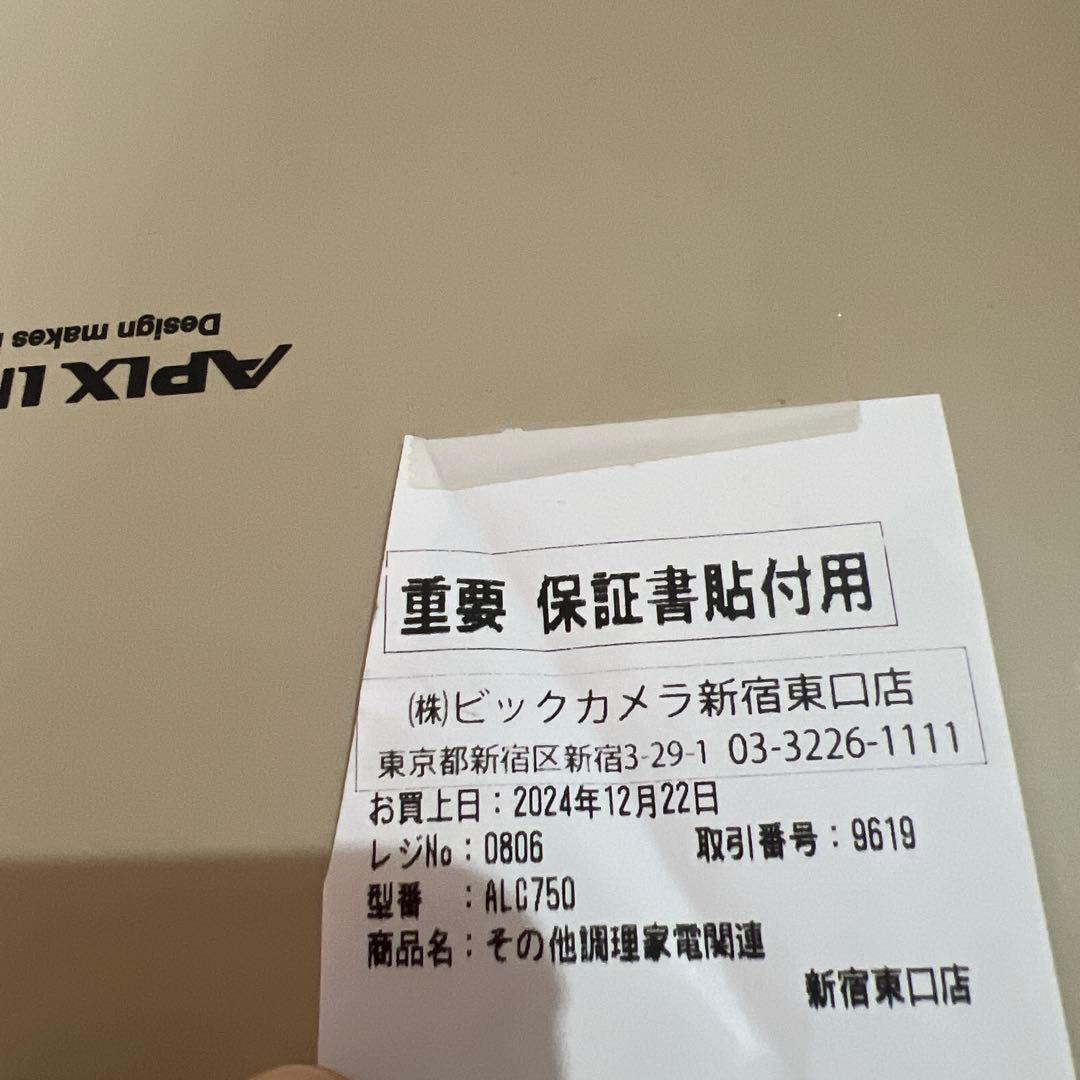 Design makes
APIX
重要 保証書貼付用
㈱ビックカメラ新宿東口店
東京都新宿区新宿3-29-1 03-3226-1111
お買上日：2024年12月22日
レジNo：0806 取引番号：9619
型番 ：ALC750
商品名：その他調理家電関連
新宿東口店